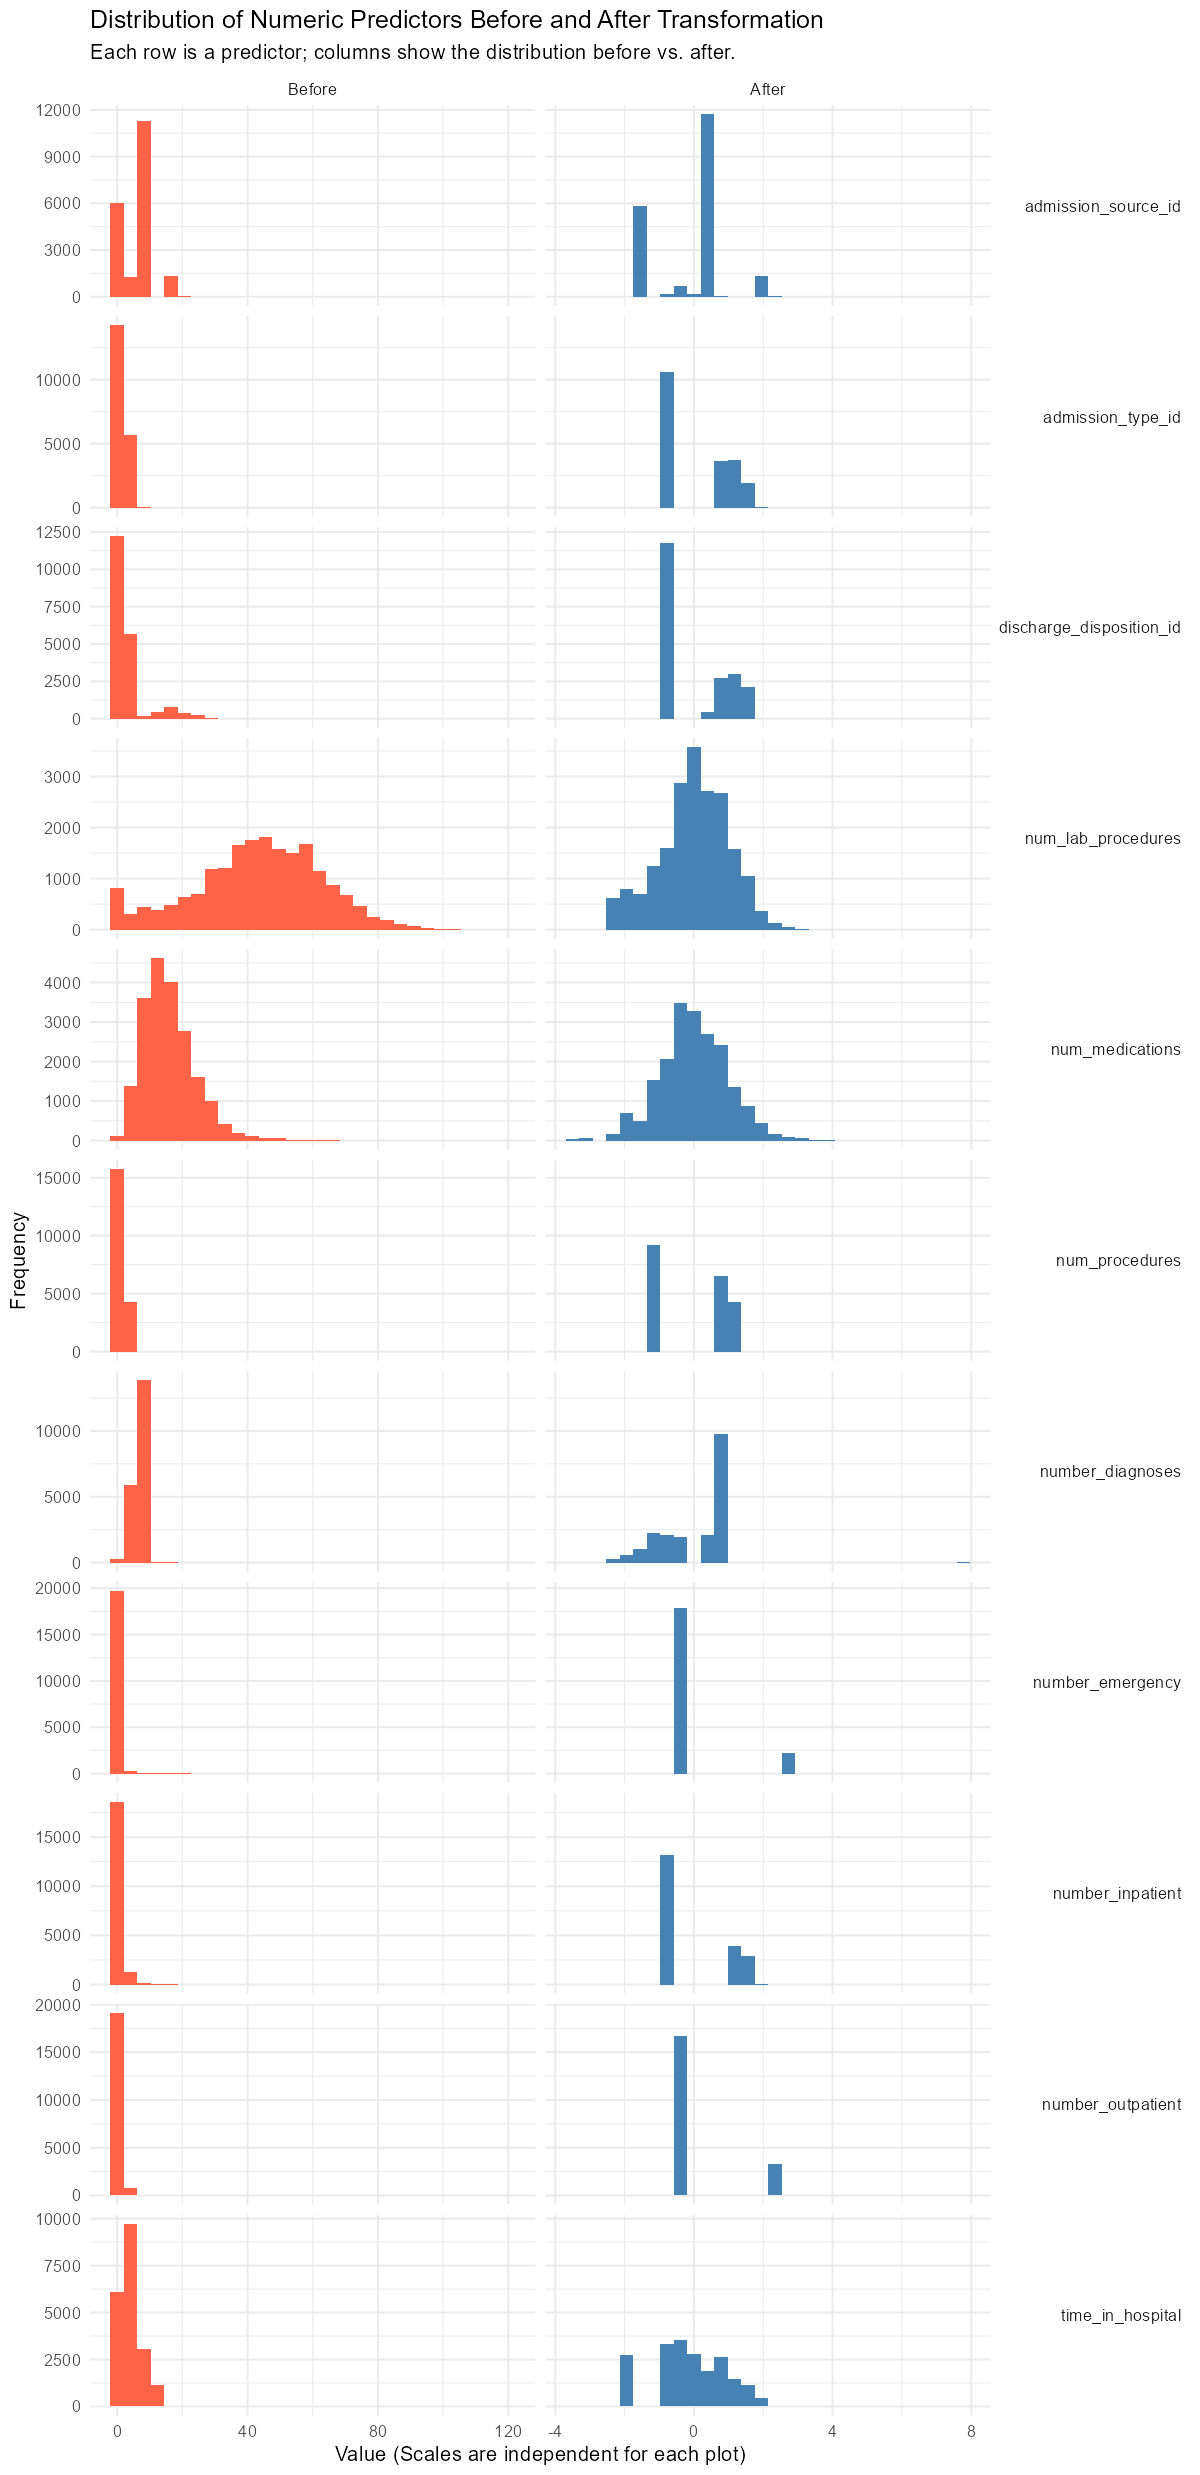 Distribution of Numeric Predictors Before and After Transformation
Each row is a predictor; columns show the distribution before vs. after.
Before
After
12000
9000
6000
3000
0
admission_source_id
10000
5000
0
admission_type_id
12500
10000
7500
5000
2500
0
discharge_disposition_id
3000
2000
1000
0
num_lab_procedures
4000
3000
2000
1000
0
num_medications
15000
10000
5000
0
num_procedures
Frequency
10000
5000
0
number_diagnoses
20000
15000
10000
5000
0
number_emergency
15000
10000
5000
0
number_inpatient
20000
15000
10000
5000
0
number_outpatient
10000
7500
5000
2500
0
time_in_hospital
0 40 80 120 -4 0 4 8
Value (Scales are independent for each plot)